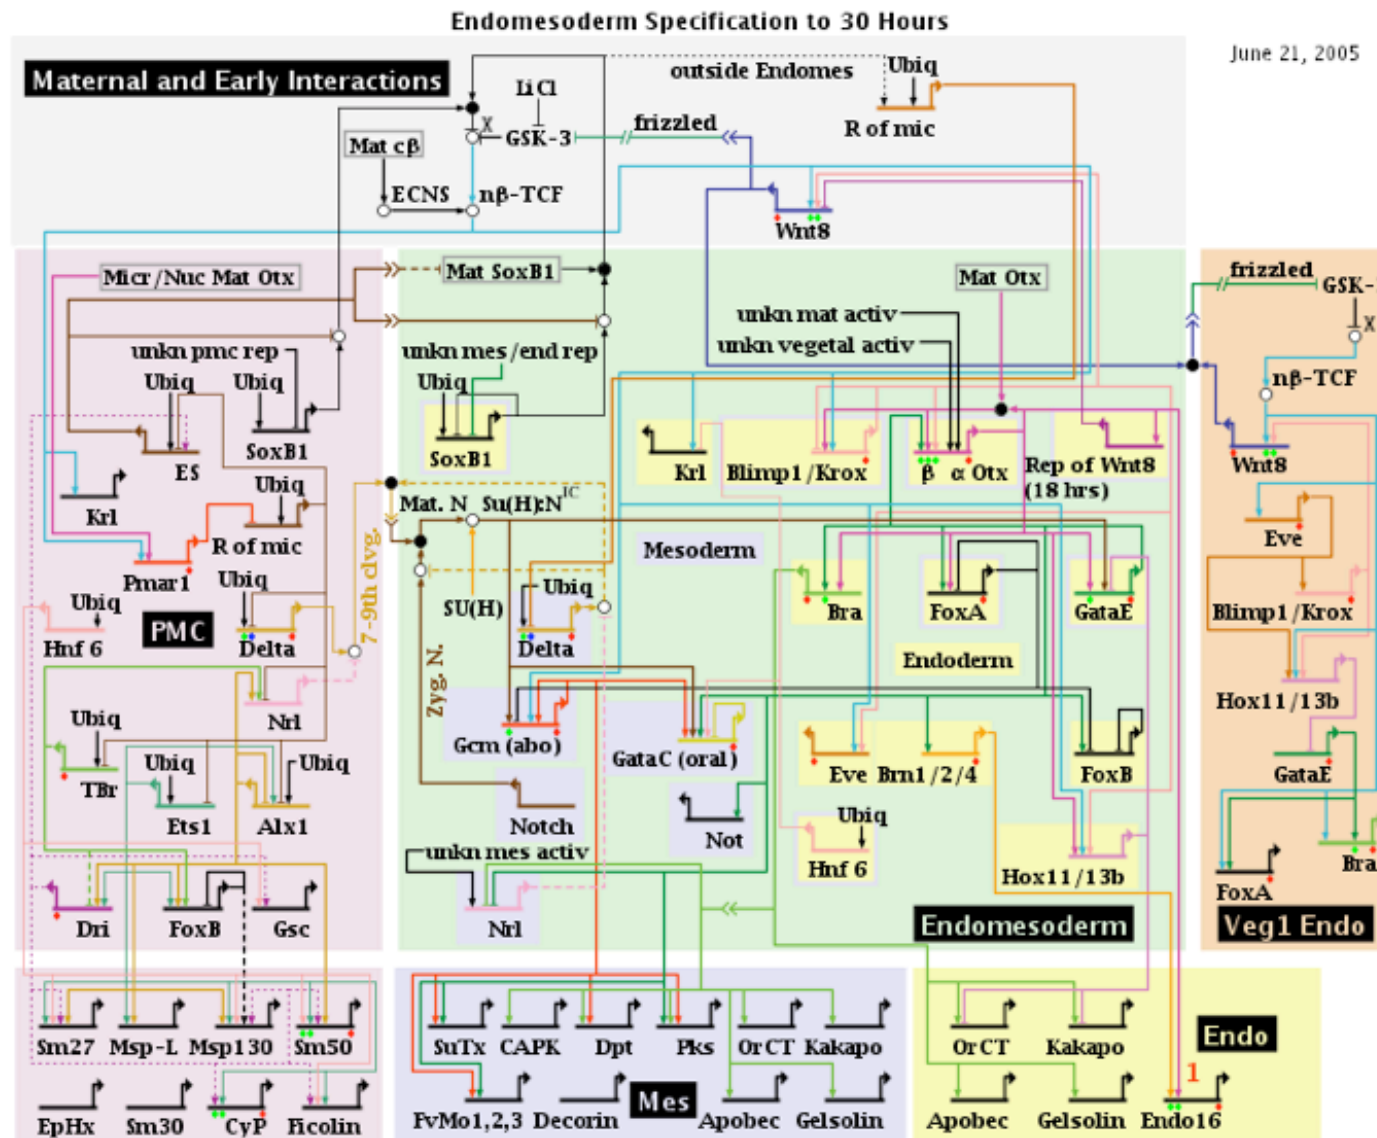 Endomesoderm Specification to 30 Hours
June 21, 2005
Maternal and Early Interactions
outside Endomes
Ubiq
LiCl
R of mic
X
GSK-3
frizzled
Mat cβ
ECNS
nβ-TCF
Wnt8
Micr/Nuc Mat Otx
Mat SoxB1
Mat Otx
frizzled
GSK-
X
unkn mat activ
unkn vegetal activ
unkn pmc rep
unkn mes/end rep
Ubiq
Ubiq
Ubiq
nβ-TCF
ES
SoxB1
SoxB1
Krl
Blimp1/Krox
β α Otx
Rep of Wnt8
(18 hrs)
Wnt8
Ubiq
Krl
R of mic
Mat. N
Su(H):N^IC
Eve
Mesoderm
7-9th clvg.
Pmar1
Ubiq
Ubiq
PMC
Hnf 6
Delta
SU(H)
Ubiq
Delta
Bra
FoxA
GataE
Blimp1/Krox
Endoderm
Zyg. N.
Nrl
Hox11/13b
Ubiq
TBr
Ubiq
Ubiq
Gcm (abo)
GataC (oral)
Eve
Brn1/2/4
FoxB
GataE
Ets1
Alx1
Notch
Not
Ubiq
Hnf 6
unkn mes activ
Hox11/13b
Bra
FoxA
Dri
FoxB
Gsc
Nrl
Endomesoderm
Veg1 Endo
Sm27
Msp-L
Msp130
Sm50
SuTx
CAPK
Dpt
Pks
OrCT
Kakapo
OrCT
Kakapo
Endo
1
EpHx
Sm30
CyP
Ficolin
FvMo1,2,3
Decorin
Mes
Apobec
Gelsolin
Apobec
Gelsolin
Endo16